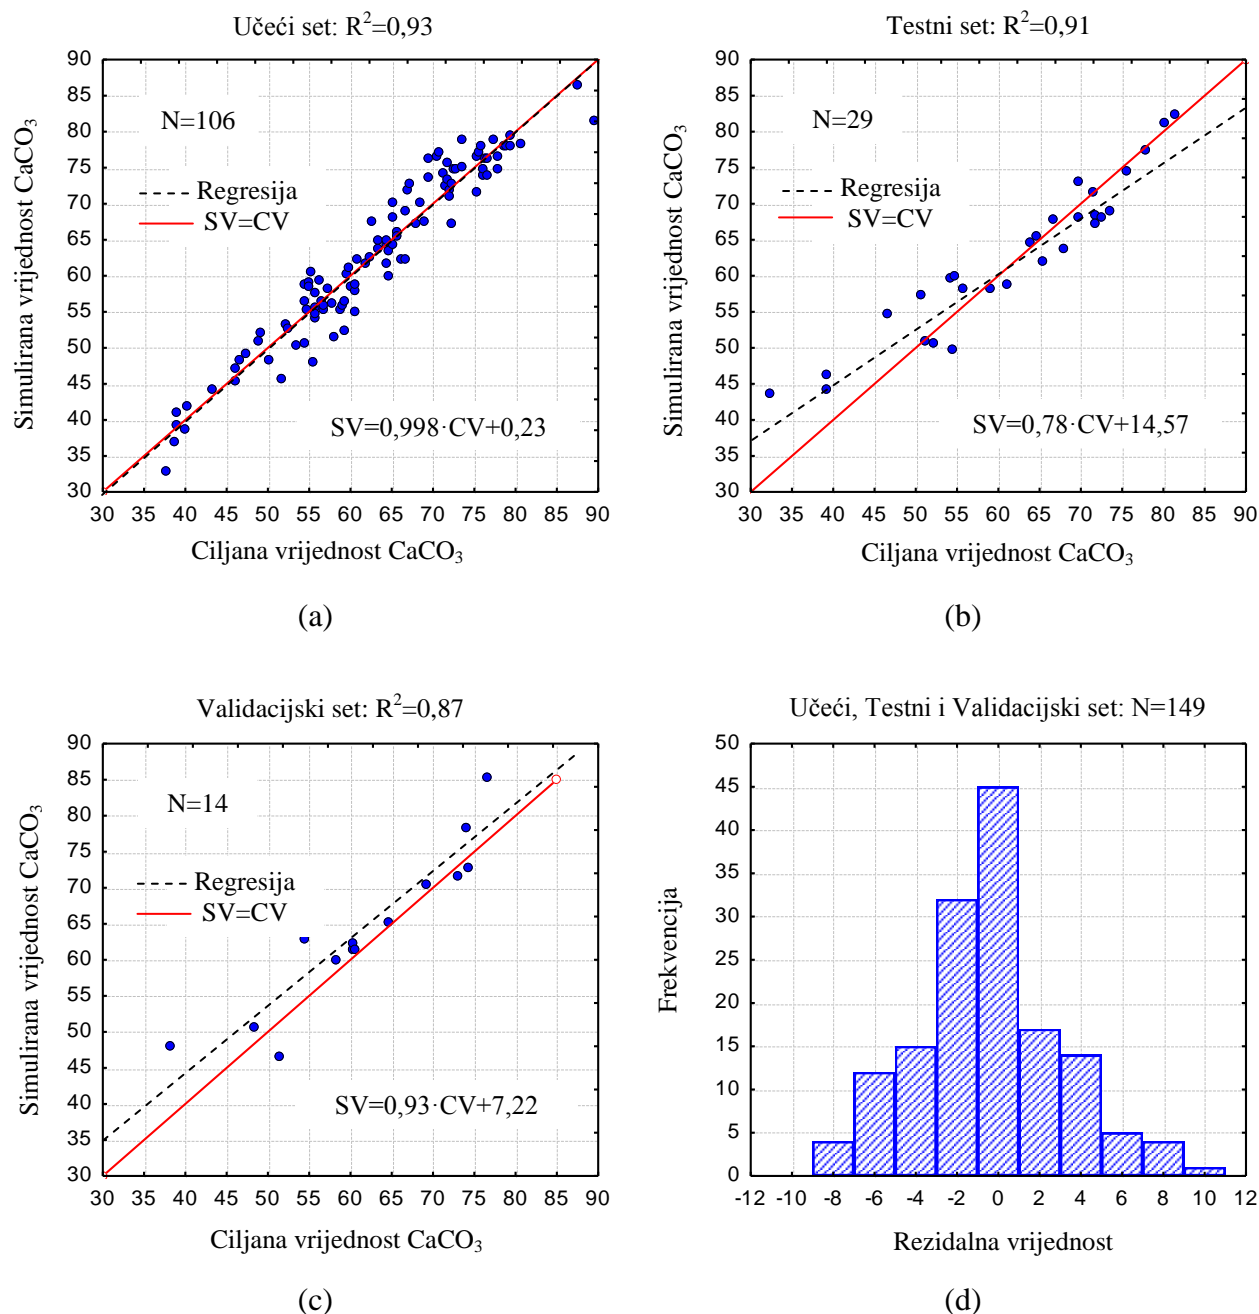 Učeći set: R²=0,93
90
85
80
75
70
65
60
55
50
45
40
35
30
Simulirana vrijednost CaCO₃
N=106
Regresija
SV=CV
SV=0,998·CV+0,23
30 35 40 45 50 55 60 65 70 75 80 85 90
Ciljana vrijednost CaCO₃
(a)
Testni set: R²=0,91
90
85
80
75
70
65
60
55
50
45
40
35
30
Simulirana vrijednost CaCO₃
N=29
Regresija
SV=CV
SV=0,78·CV+14,57
30 35 40 45 50 55 60 65 70 75 80 85 90
Ciljana vrijednost CaCO₃
(b)
Validacijski set: R²=0,87
90
85
80
75
70
65
60
55
50
45
40
35
30
Simulirana vrijednost CaCO₃
N=14
Regresija
SV=CV
SV=0,93·CV+7,22
30 35 40 45 50 55 60 65 70 75 80 85 90
Ciljana vrijednost CaCO₃
(c)
Učeći, Testni i Validacijski set: N=149
50
45
40
35
30
25
20
15
10
5
0
Frekvencija
-12 -10 -8 -6 -4 -2 0 2 4 6 8 10 12
Rezidalna vrijednost
(d)